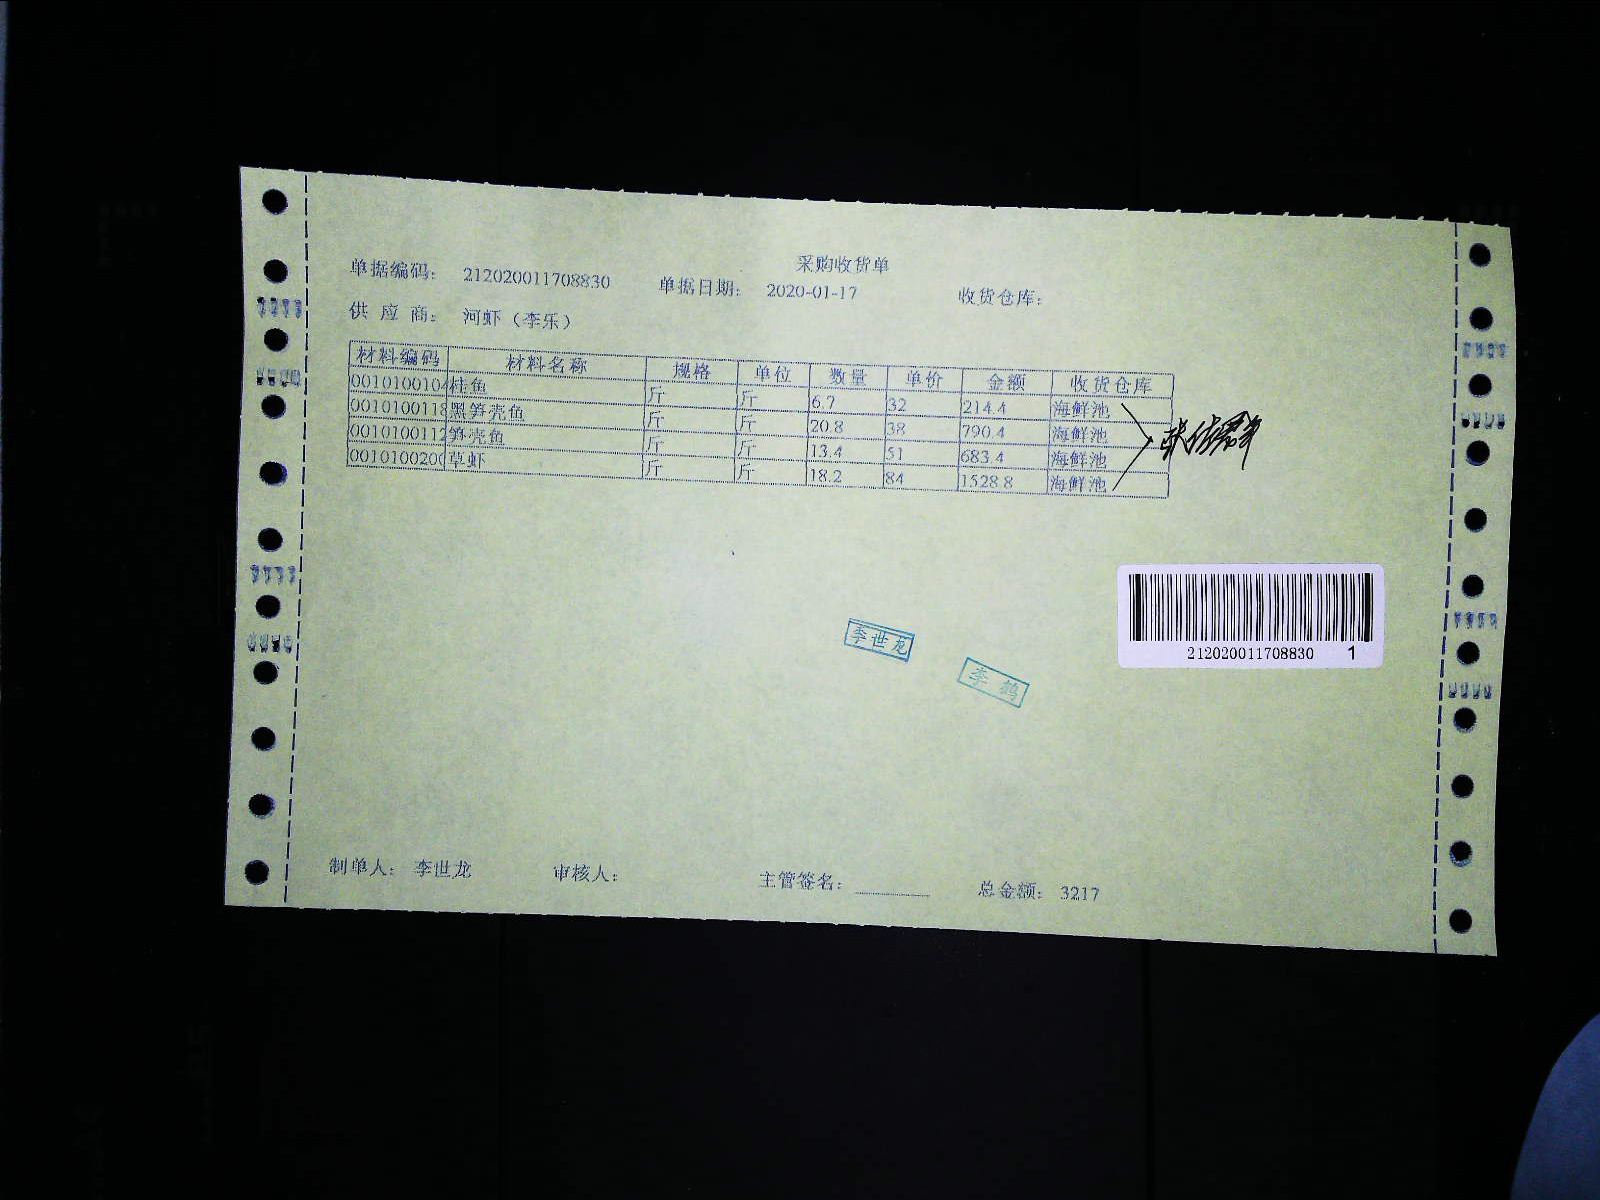 采购收货单
单据编码： 212020011708830 单据日期： 2020-01-17 收货仓库：
供 应 商： 河虾（李乐）
材料编码 材料名称 规格 单位 数量 单价 金额 收货仓库
0010100104 桂鱼 斤 斤 6.7 32 214.4 海鲜池
0010100118 黑笋壳鱼 斤 斤 20.8 38 790.4 海鲜池
0010100112 笋壳鱼 斤 斤 13.4 51 683.4 海鲜池
001010020 草虾 斤 斤 18.2 84 1528.8 海鲜池
212020011708830 1
李世龙
李鹤
制单人： 李世龙 审核人： 主管签名： 总金额： 3217